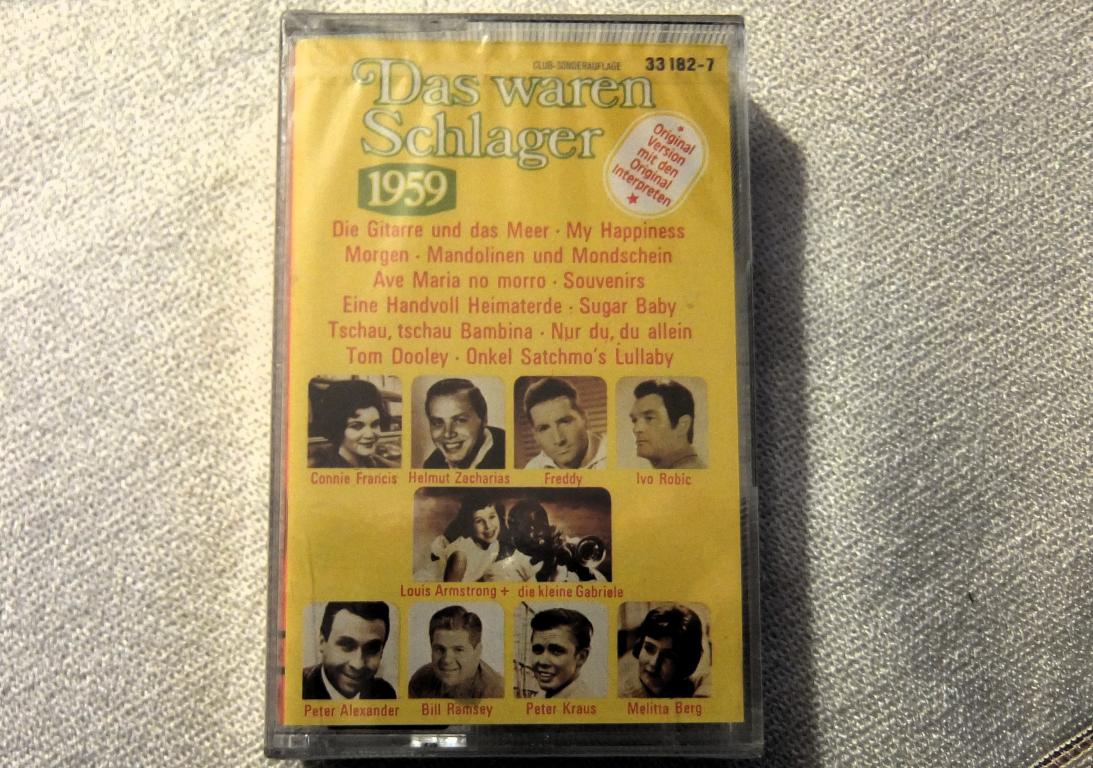 CLUB-SONDERAUFLAGE 33 182-7
Das waren
Schlager
1959
Original
Version
mit den
Original
Interpreten
Die Gitarre und das Meer · My Happiness
Morgen · Mandolinen und Mondschein
Ave Maria no morro · Souvenirs
Eine Handvoll Heimaterde · Sugar Baby
Tschau, tschau Bambina · Nur du, du allein
Tom Dooley · Onkel Satchmo's Lullaby
Connie Francis Helmut Zacharias Freddy Ivo Robic
Louis Armstrong + die kleine Gabriele
Peter Alexander Bill Ramsey Peter Kraus Melitta Berg